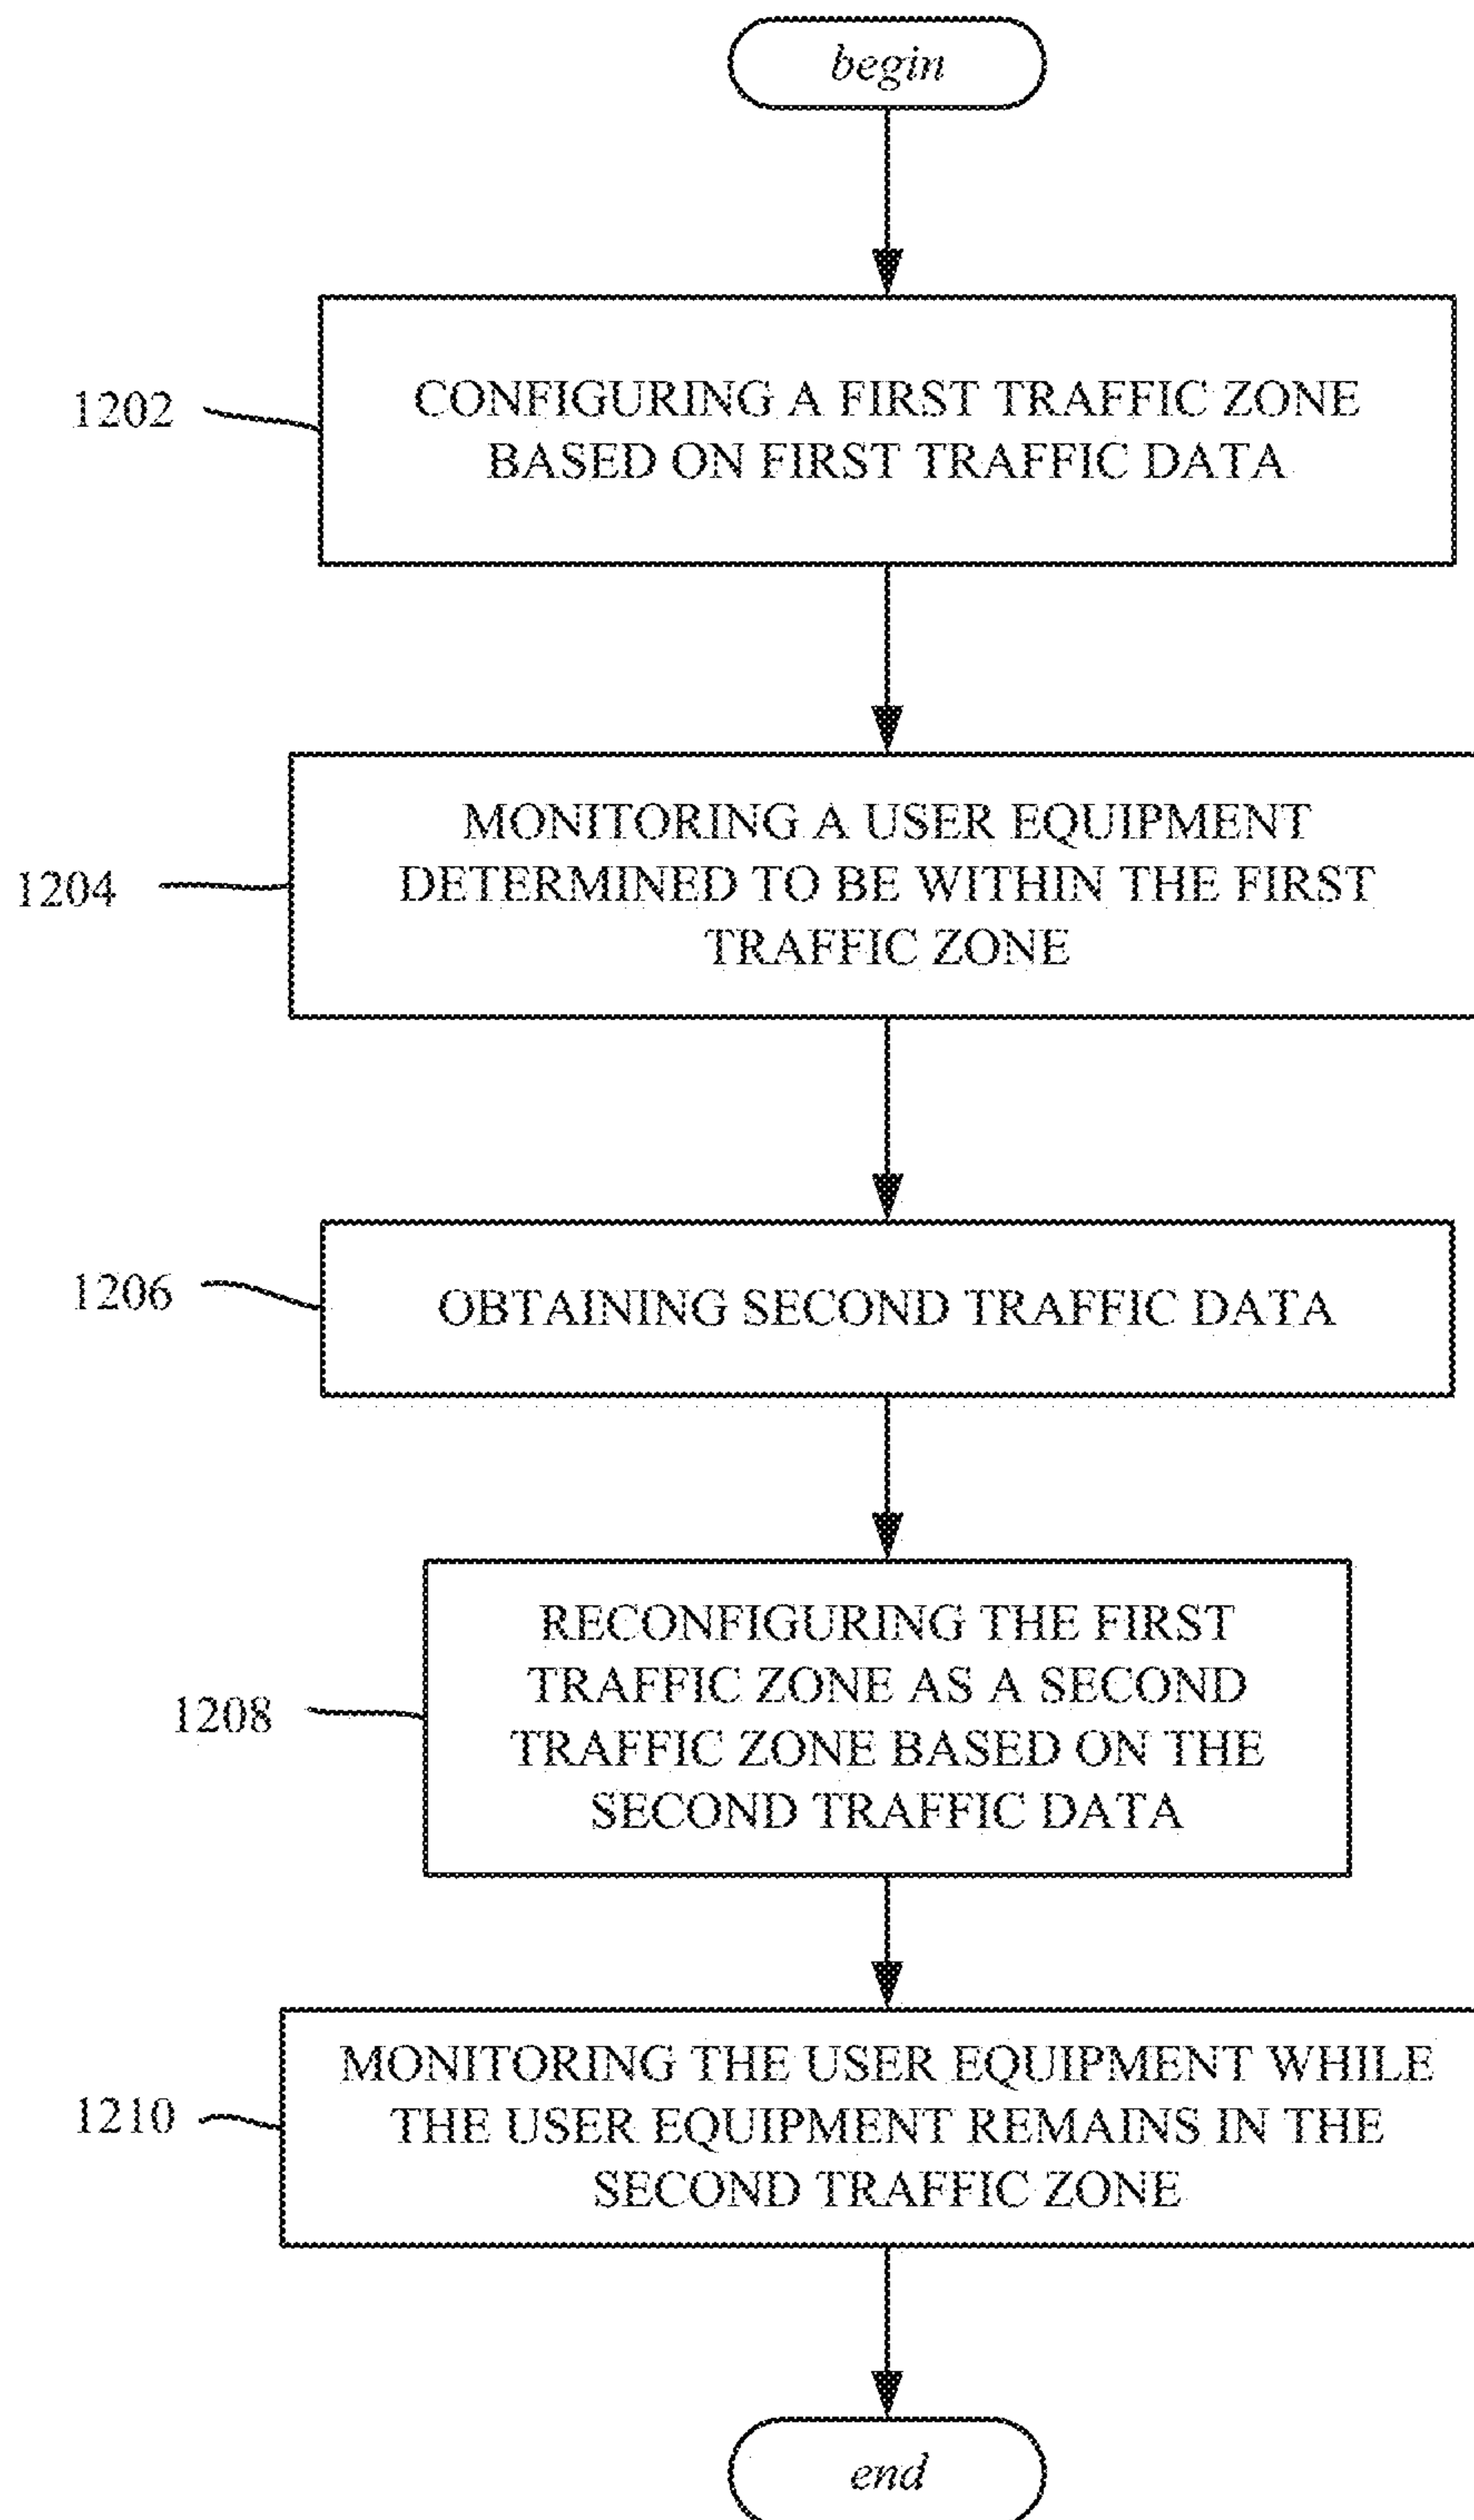 begin
1202
CONFIGURING A FIRST TRAFFIC ZONE
BASED ON FIRST TRAFFIC DATA
1204
MONITORING A USER EQUIPMENT
DETERMINED TO BE WITHIN THE FIRST
TRAFFIC ZONE
1206
OBTAINING SECOND TRAFFIC DATA
1208
RECONFIGURING THE FIRST
TRAFFIC ZONE AS A SECOND
TRAFFIC ZONE BASED ON THE
SECOND TRAFFIC DATA
1210
MONITORING THE USER EQUIPMENT WHILE
THE USER EQUIPMENT REMAINS IN THE
SECOND TRAFFIC ZONE
end